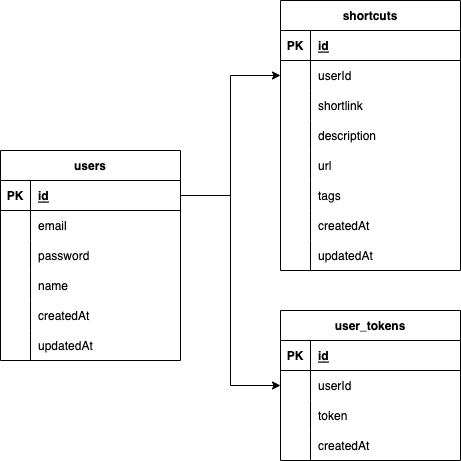 shortcuts
PK id
userId
shortlink
description
url
tags
createdAt
updatedAt
users
PK id
email
password
name
createdAt
updatedAt
user_tokens
PK id
userId
token
createdAt